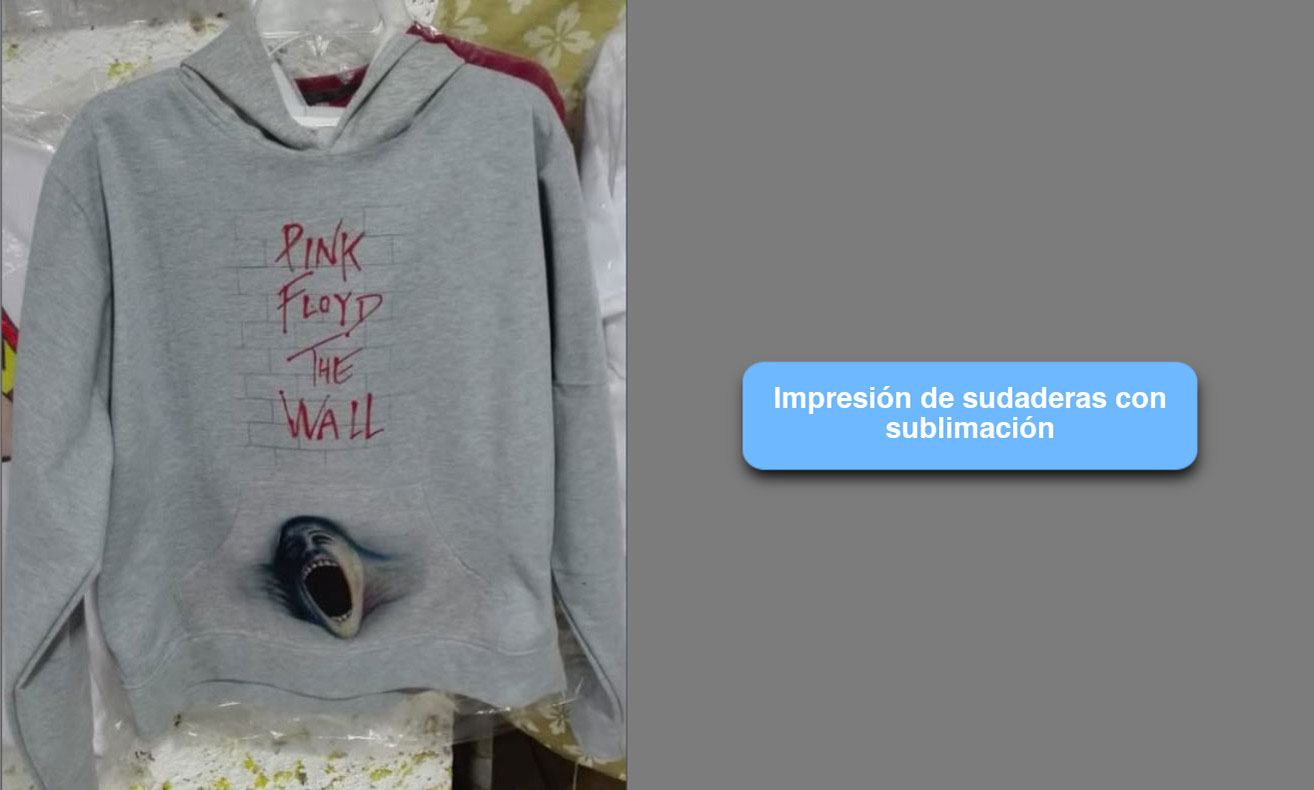 PINK
FLOYD
THE
WALL
Impresión de sudaderas con
sublimación